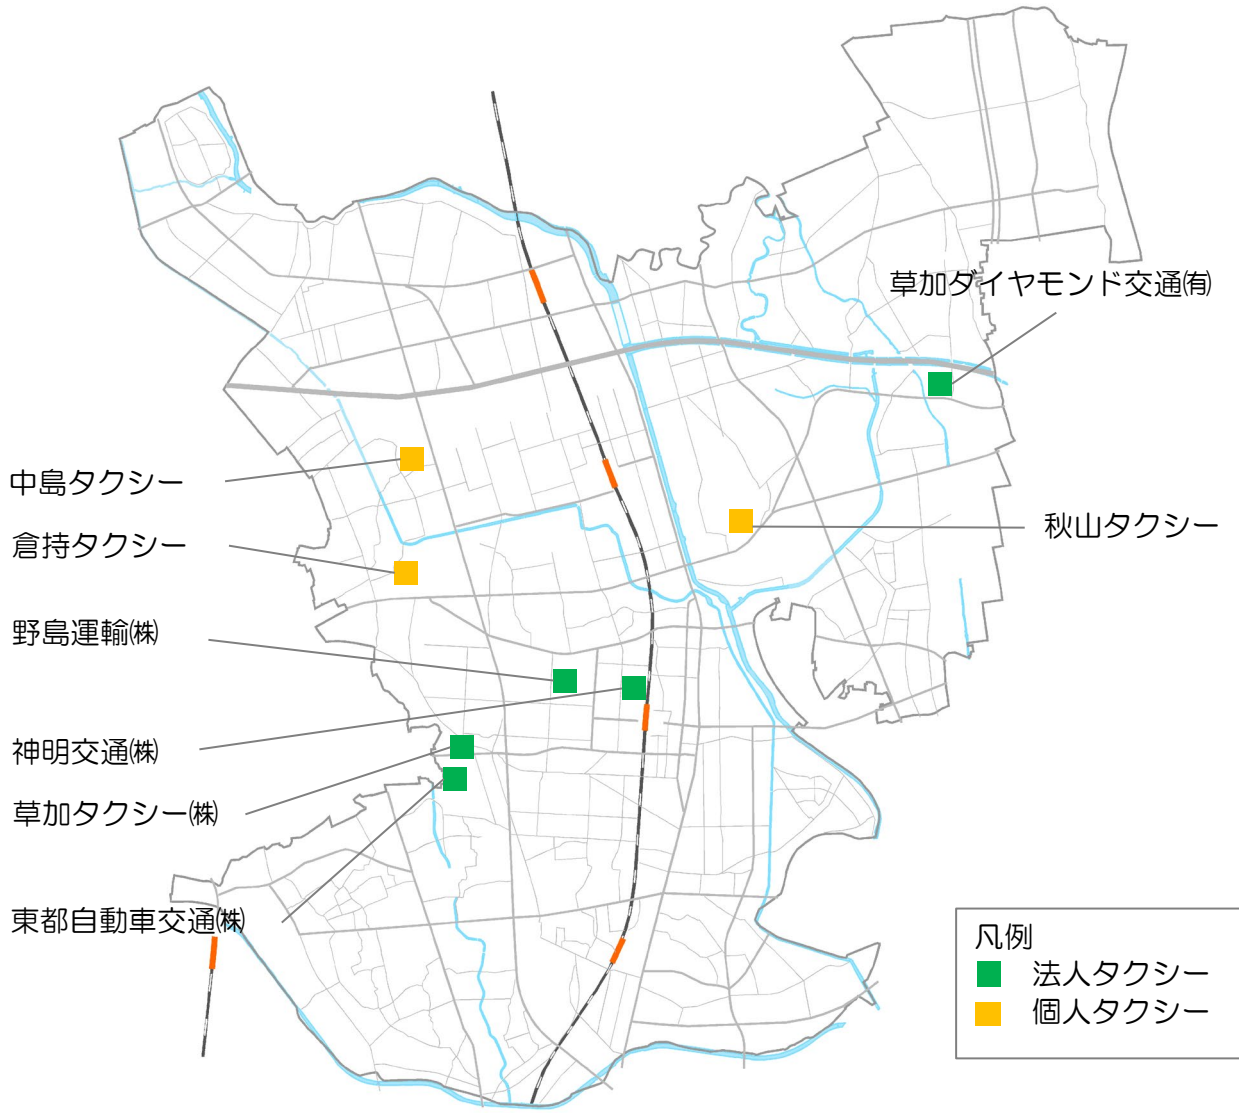 草加ダイヤモンド交通㈲
中島タクシー
秋山タクシー
倉持タクシー
野島運輸㈱
神明交通㈱
草加タクシー㈱
東都自動車交通㈱
凡例
法人タクシー
個人タクシー